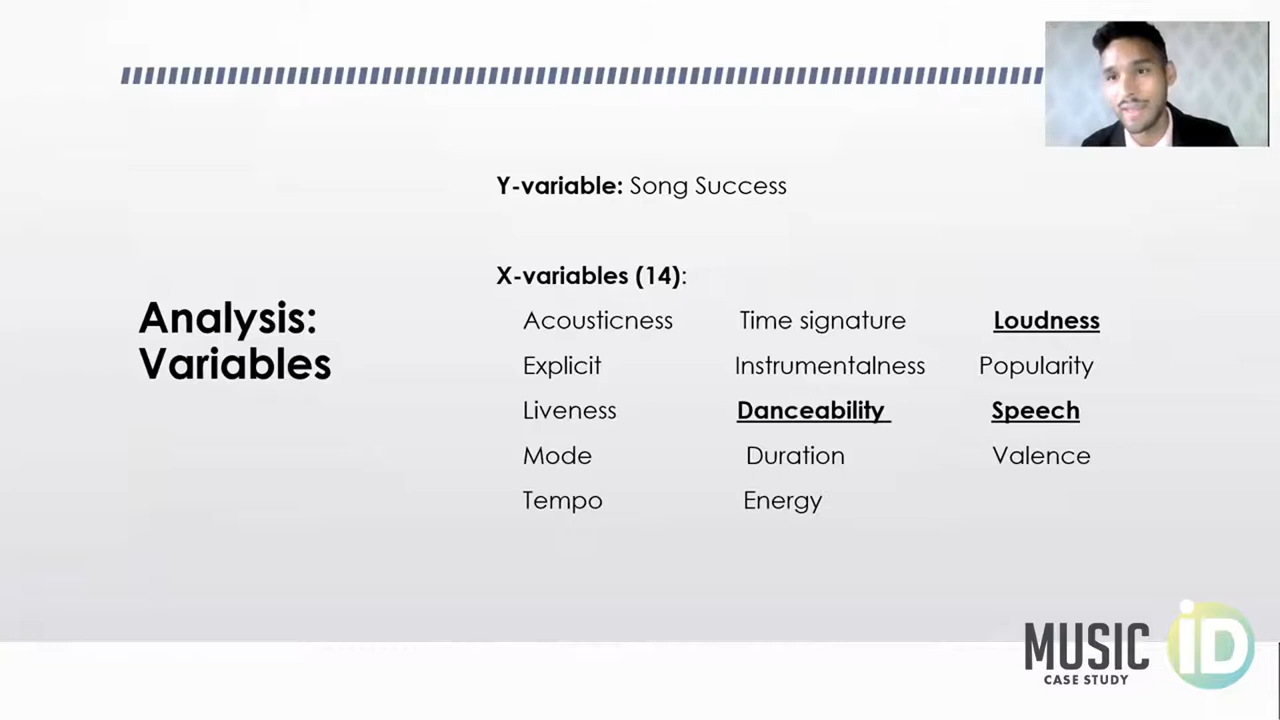 Y-variable: Song Success
X-variables (14):
Analysis:
Variables
Acousticness Time signature Loudness
Explicit Instrumentalness Popularity
Liveness Danceability Speech
Mode Duration Valence
Tempo Energy
MUSIC iD
CASE STUDY